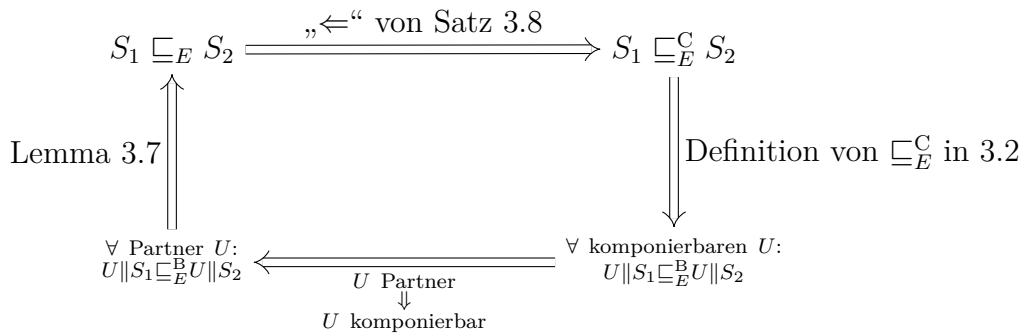 „⇐“ von Satz 3.8
S₁ ⊑_E S₂
S₁ ⊑_E^C S₂
Lemma 3.7
Definition von ⊑_E^C in 3.2
∀ Partner U:
U∥S₁⊑_E^B U∥S₂
∀ komponierbaren U:
U∥S₁⊑_E^B U∥S₂
U Partner
⇓
U komponierbar